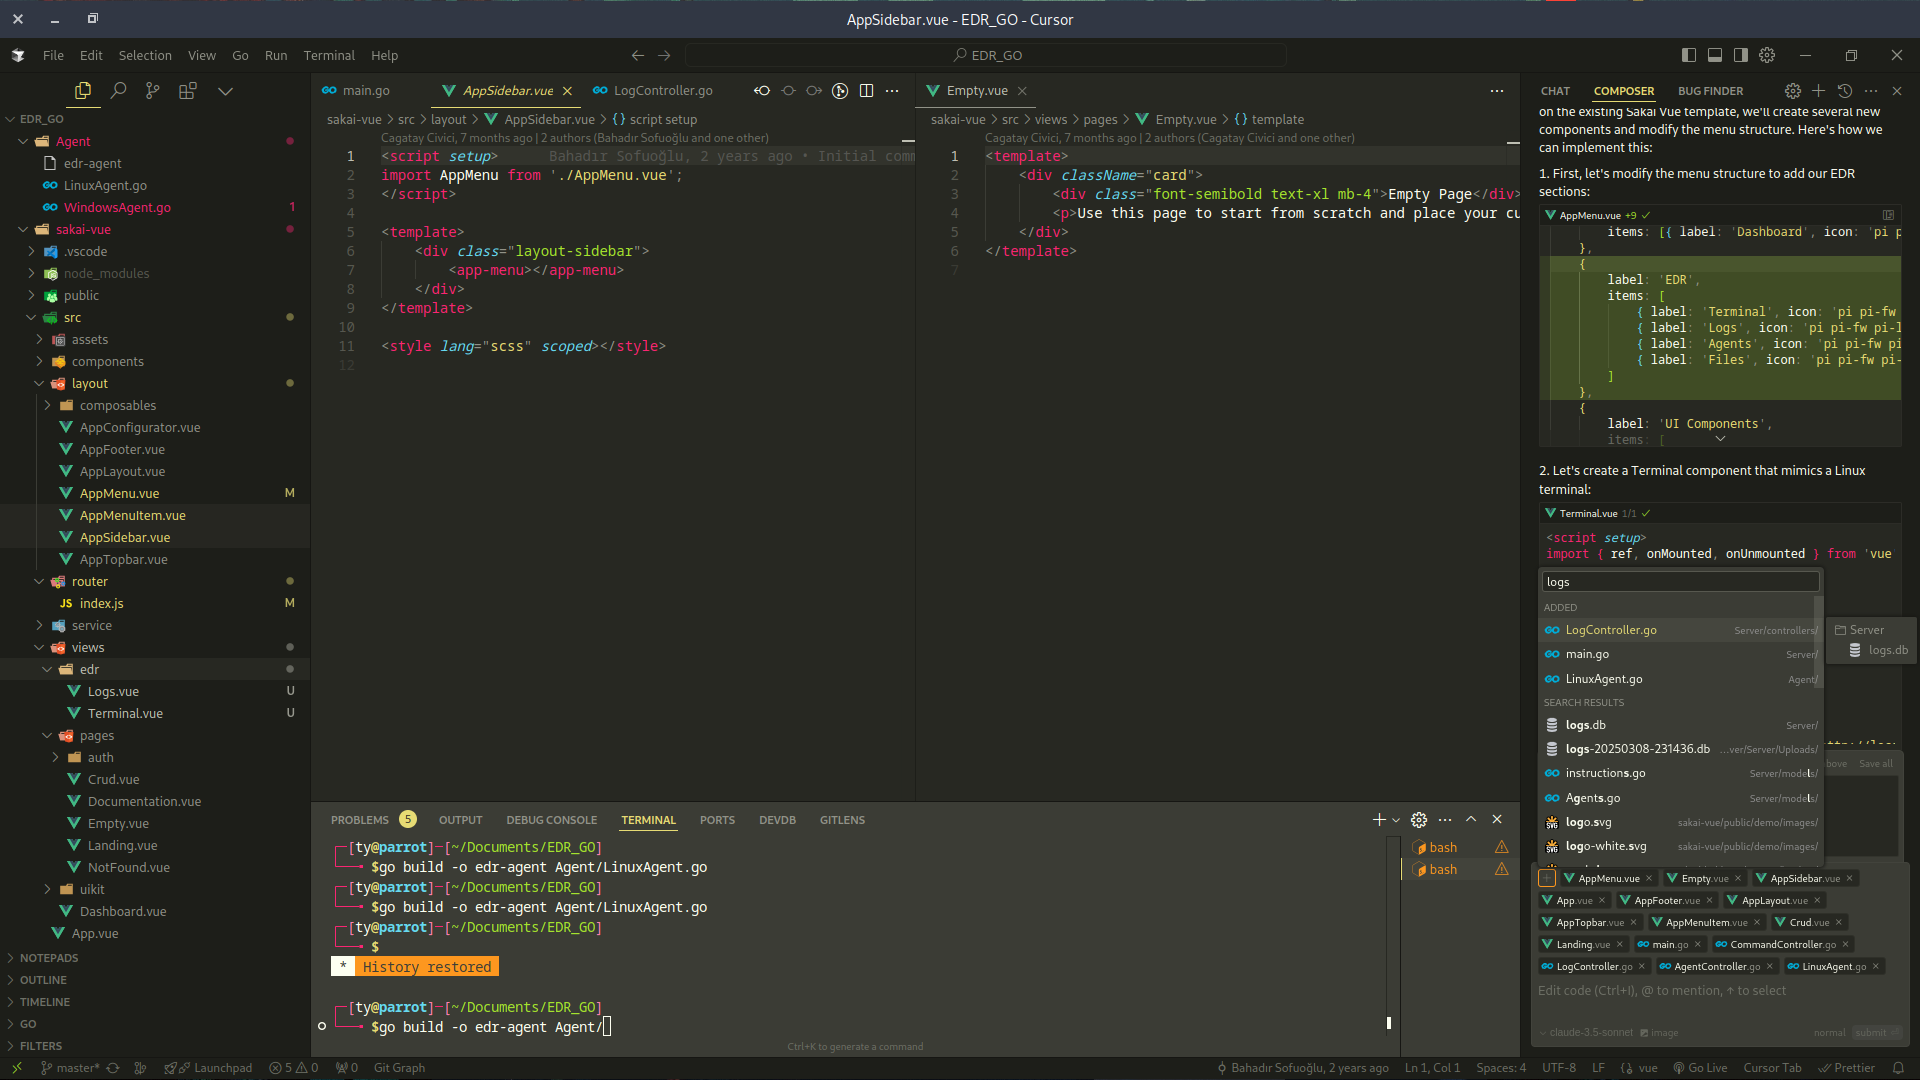 AppSidebar.vue - EDR_GO - Cursor
File Edit Selection View Go Run Terminal Help
EDR_GO
EDR_GO
Agent
edr-agent
LinuxAgent.go
WindowsAgent.go 1
sakai-vue
.vscode
node_modules
public
src
assets
components
layout
composables
AppConfigurator.vue
AppFooter.vue
AppLayout.vue
AppMenu.vue M
AppMenuItem.vue
AppSidebar.vue
AppTopbar.vue
router
index.js M
service
views
edr
Logs.vue U
Terminal.vue U
pages
auth
Crud.vue
Documentation.vue
Empty.vue
Landing.vue
NotFound.vue
uikit
Dashboard.vue
App.vue
NOTEPADS
OUTLINE
TIMELINE
GO
FILTERS
main.go AppSidebar.vue LogController.go
sakai-vue > src > layout > AppSidebar.vue > {} script setup
Cagatay Civici, 7 months ago | 2 authors (Bahadır Sofuoğlu and one other)
1 <script setup> Bahadır Sofuoğlu, 2 years ago • Initial comm
2 import AppMenu from './AppMenu.vue';
3 </script>
4
5 <template>
6 <div class="layout-sidebar">
7 <app-menu></app-menu>
8 </div>
9 </template>
10
11 <style lang="scss" scoped></style>
12
Empty.vue
sakai-vue > src > views > pages > Empty.vue > {} template
Cagatay Civici, 7 months ago | 2 authors (Cagatay Civici and one other)
1 <template>
2 <div className="card">
3 <div class="font-semibold text-xl mb-4">Empty Page</div>
4 <p>Use this page to start from scratch and place your cu
5 </div>
6 </template>
7
PROBLEMS 5 OUTPUT DEBUG CONSOLE TERMINAL PORTS DEVDB GITLENS
[ty@parrot]─[~/Documents/EDR_GO]
$go build -o edr-agent Agent/LinuxAgent.go
[ty@parrot]─[~/Documents/EDR_GO]
$go build -o edr-agent Agent/LinuxAgent.go
[ty@parrot]─[~/Documents/EDR_GO]
$
* History restored
[ty@parrot]─[~/Documents/EDR_GO]
$go build -o edr-agent Agent/
Ctrl+K to generate a command
bash
bash
CHAT COMPOSER BUG FINDER
on the existing Sakai Vue template, we'll create several new
components and modify the menu structure. Here's how we
can implement this:
1. First, let's modify the menu structure to add our EDR
sections:
AppMenu.vue +9
items: [{ label: 'Dashboard', icon: 'pi p
},
{
label: 'EDR',
items: [
{ label: 'Terminal', icon: 'pi pi-fw
{ label: 'Logs', icon: 'pi pi-fw pi-l
{ label: 'Agents', icon: 'pi pi-fw pi
{ label: 'Files', icon: 'pi pi-fw pi-
]
},
{
label: 'UI Components',
items: [
2. Let's create a Terminal component that mimics a Linux
terminal:
Terminal.vue 1/1
<script setup>
import { ref, onMounted, onUnmounted } from 'vue
logs
ADDED
LogController.go Server/controllers/
main.go Server/
LinuxAgent.go Agent/
SEARCH RESULTS
logs.db Server/
logs-20250308-231436.db ...ver/Server/Uploads/
instructions.go Server/models/
Agents.go Server/models/
logo.svg sakai-vue/public/demo/images/
logo-white.svg sakai-vue/public/demo/images/
Server
logs.db
Save all
AppMenu.vue Empty.vue AppSidebar.vue
App.vue AppFooter.vue AppLayout.vue
AppTopbar.vue AppMenuItem.vue Crud.vue
Landing.vue main.go CommandController.go
LogController.go AgentController.go LinuxAgent.go
Edit code (Ctrl+I), @ to mention, ↑ to select
claude-3.5-sonnet image normal submit
master* Launchpad 5 0 0 Git Graph
Bahadır Sofuoğlu, 2 years ago Ln 1, Col 1 Spaces: 4 UTF-8 LF {} vue Go Live Cursor Tab Prettier